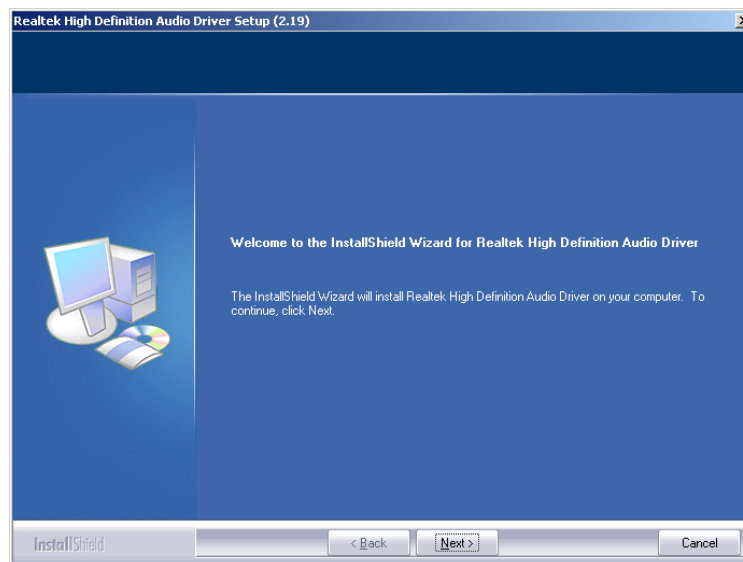 Realtek High Definition Audio Driver Setup (2.19)
Welcome to the InstallShield Wizard for Realtek High Definition Audio Driver
The InstallShield Wizard will install Realtek High Definition Audio Driver on your computer. To
continue, click Next.
InstallShield
< Back
Next >
Cancel